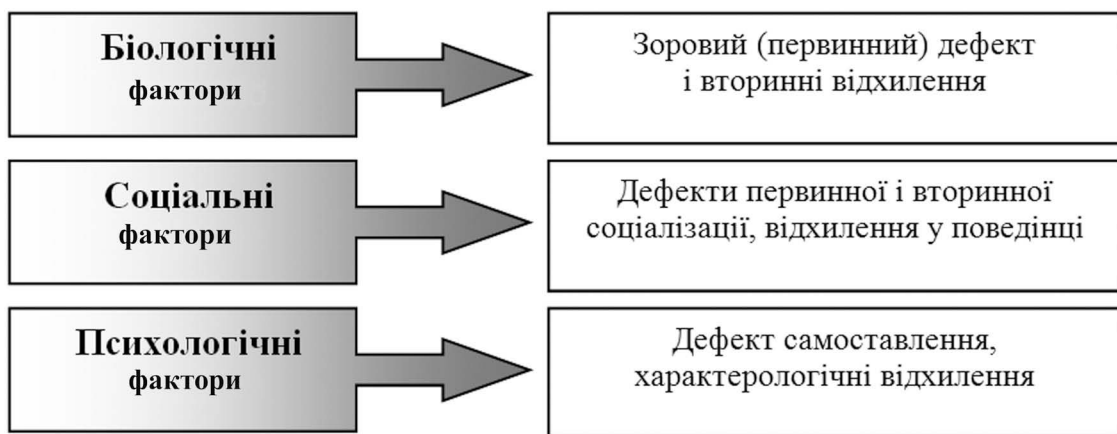 Біологічні
фактори
Зоровий (первинний) дефект
і вторинні відхилення
Соціальні
фактори
Дефекти первинної і вторинної
соціалізації, відхилення у поведінці
Психологічні
фактори
Дефект самоставлення,
характерологічні відхилення